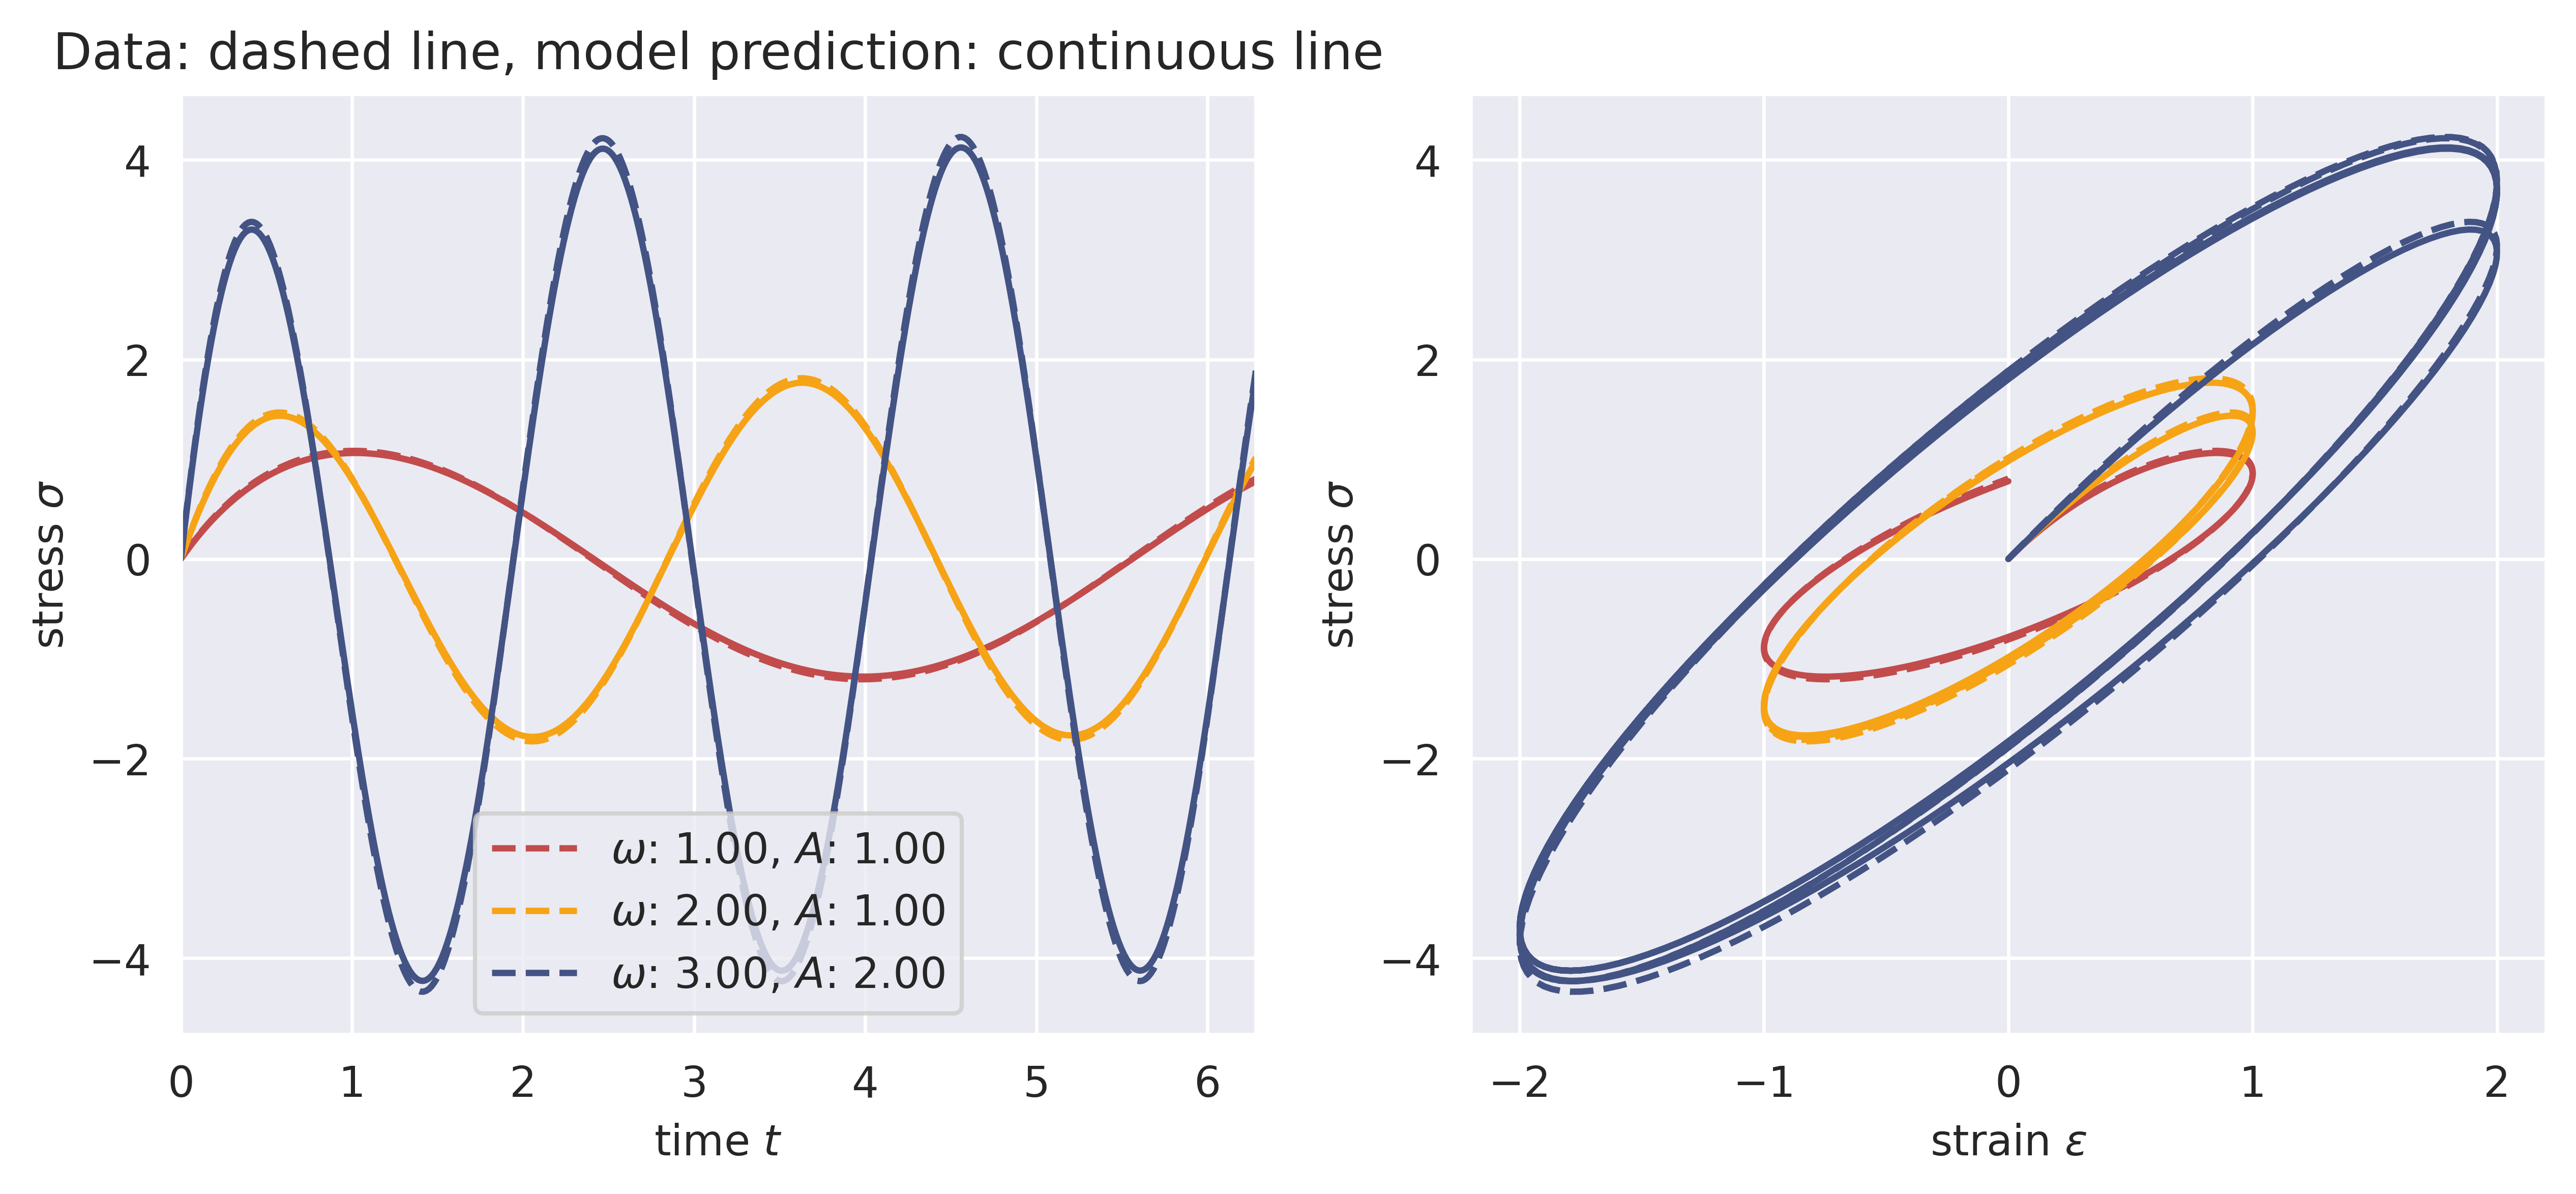 Data: dashed line, model prediction: continuous line
stress σ
4
2
0
−2
−4
ω: 1.00, A: 1.00
ω: 2.00, A: 1.00
ω: 3.00, A: 2.00
0 1 2 3 4 5 6
time t
stress σ
4
2
0
−2
−4
−2 −1 0 1 2
strain ε